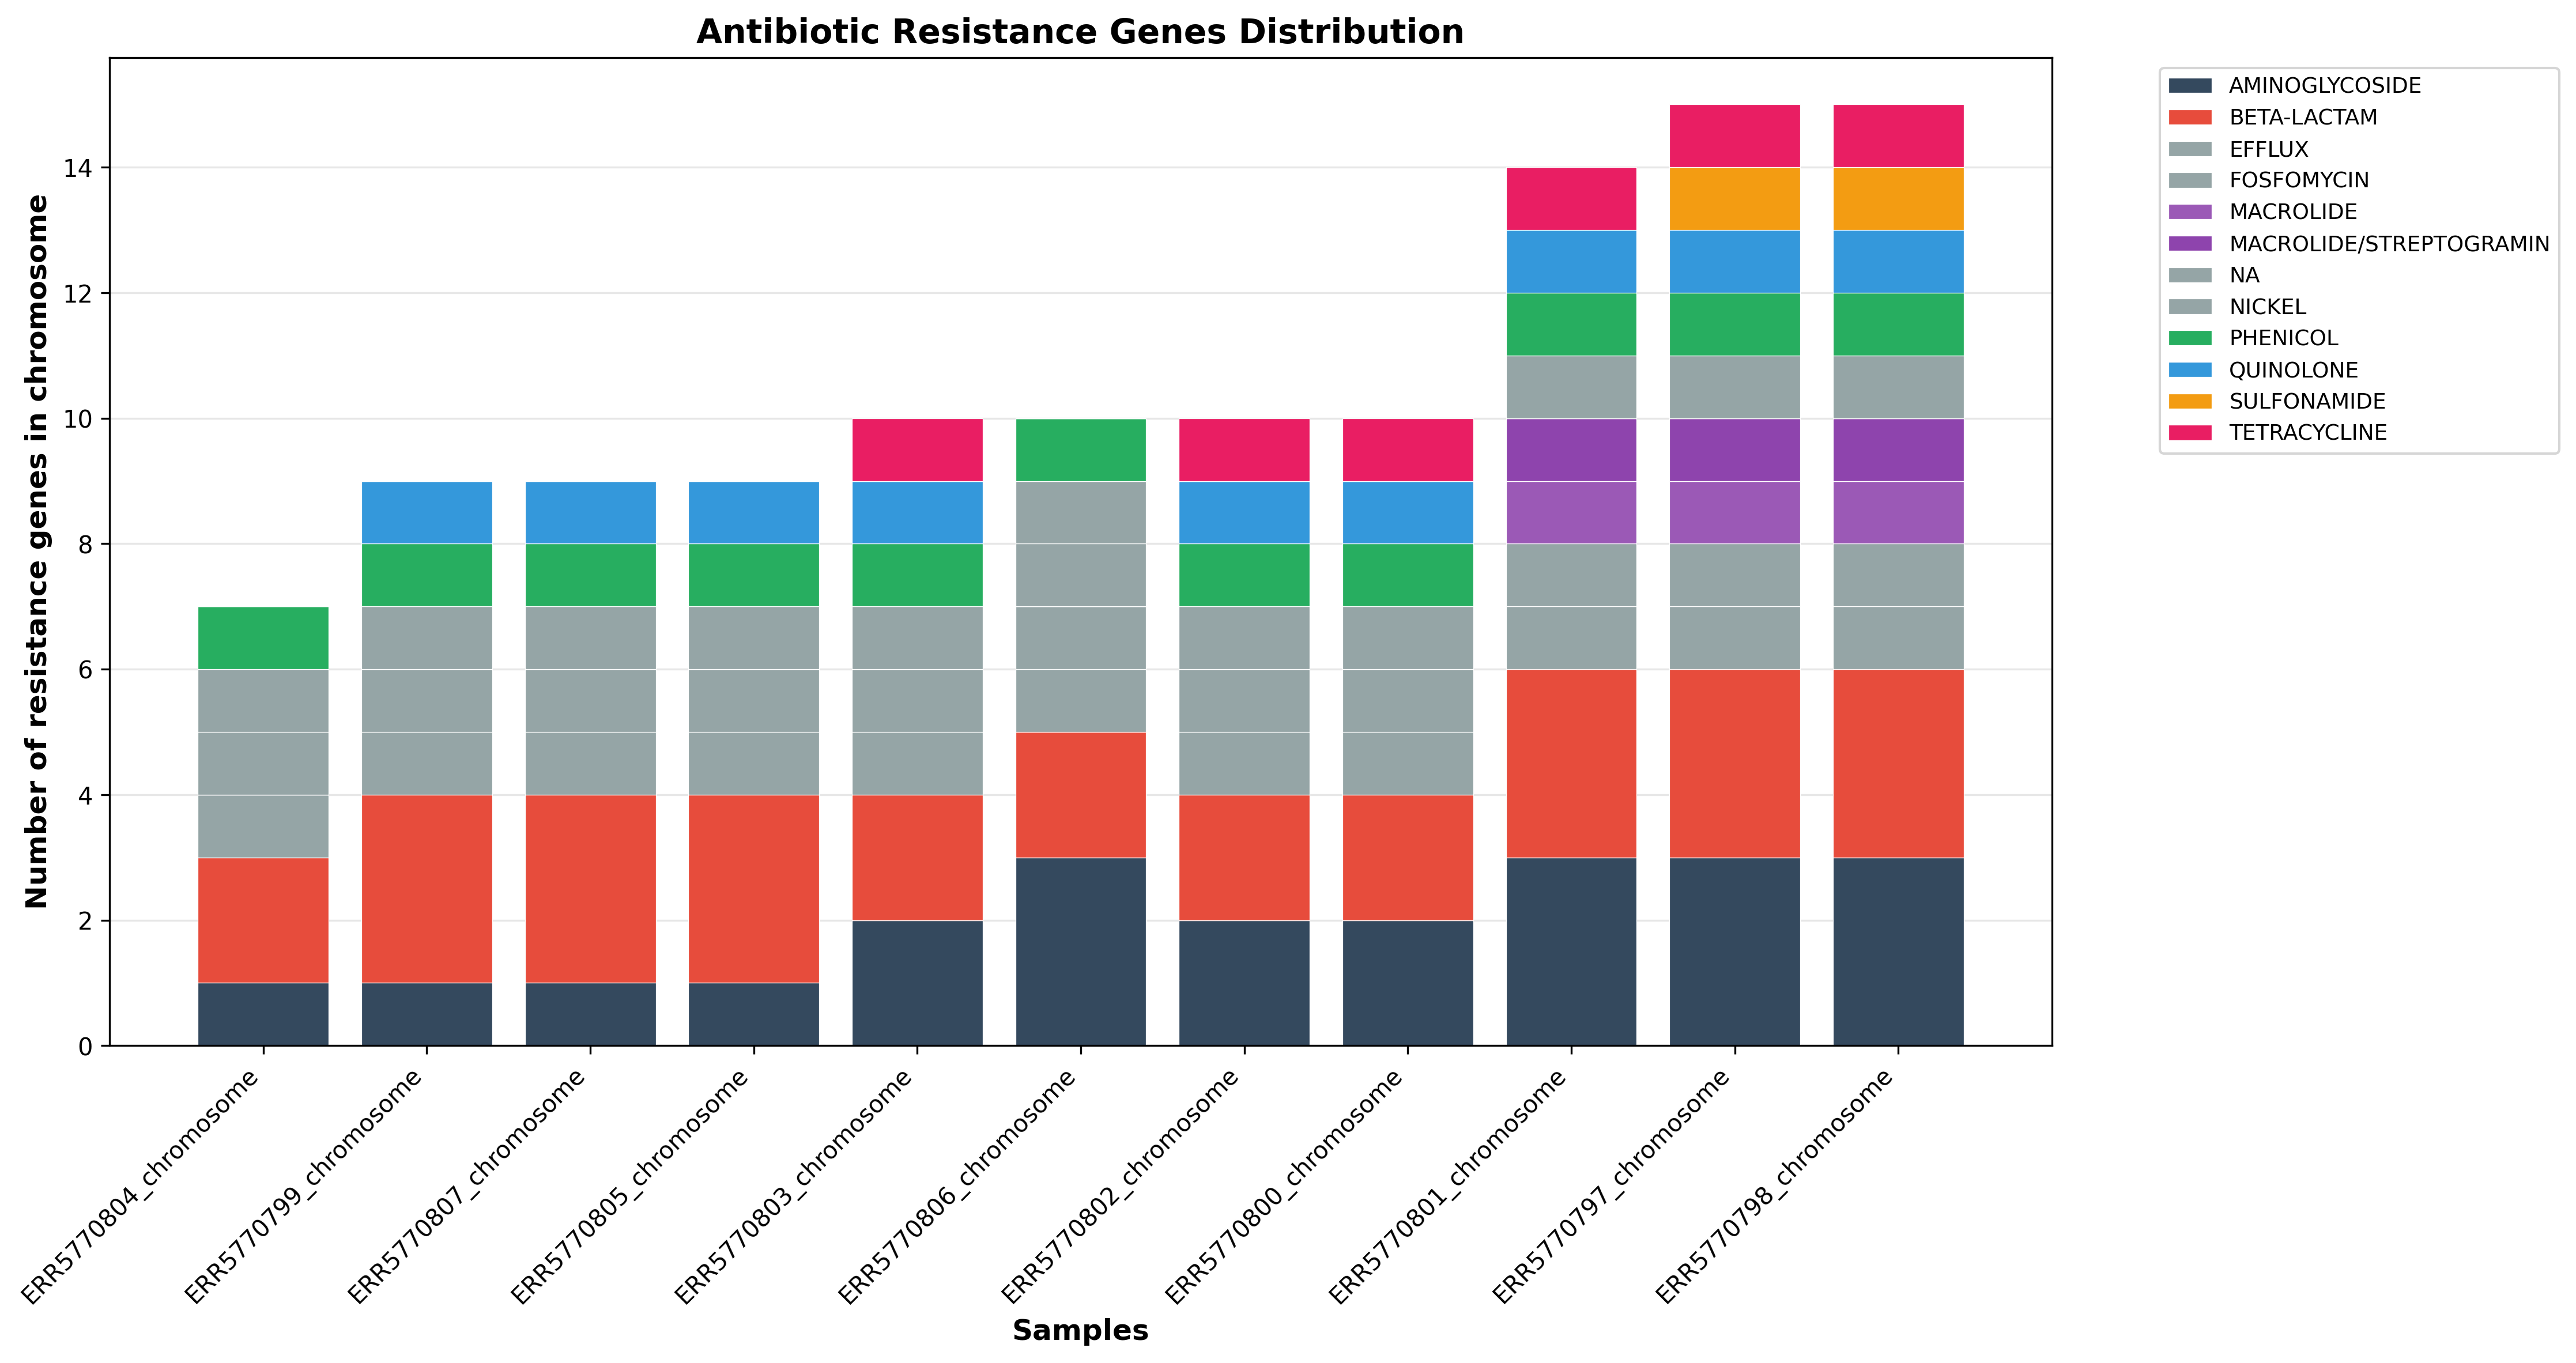 Antibiotic Resistance Genes Distribution
Number of resistance genes in chromosome
14
12
10
8
6
4
2
0
ERR5770804_chromosome
ERR5770799_chromosome
ERR5770807_chromosome
ERR5770805_chromosome
ERR5770803_chromosome
ERR5770806_chromosome
ERR5770802_chromosome
ERR5770800_chromosome
ERR5770801_chromosome
ERR5770797_chromosome
ERR5770798_chromosome
Samples
AMINOGLYCOSIDE
BETA-LACTAM
EFFLUX
FOSFOMYCIN
MACROLIDE
MACROLIDE/STREPTOGRAMIN
NA
NICKEL
PHENICOL
QUINOLONE
SULFONAMIDE
TETRACYCLINE